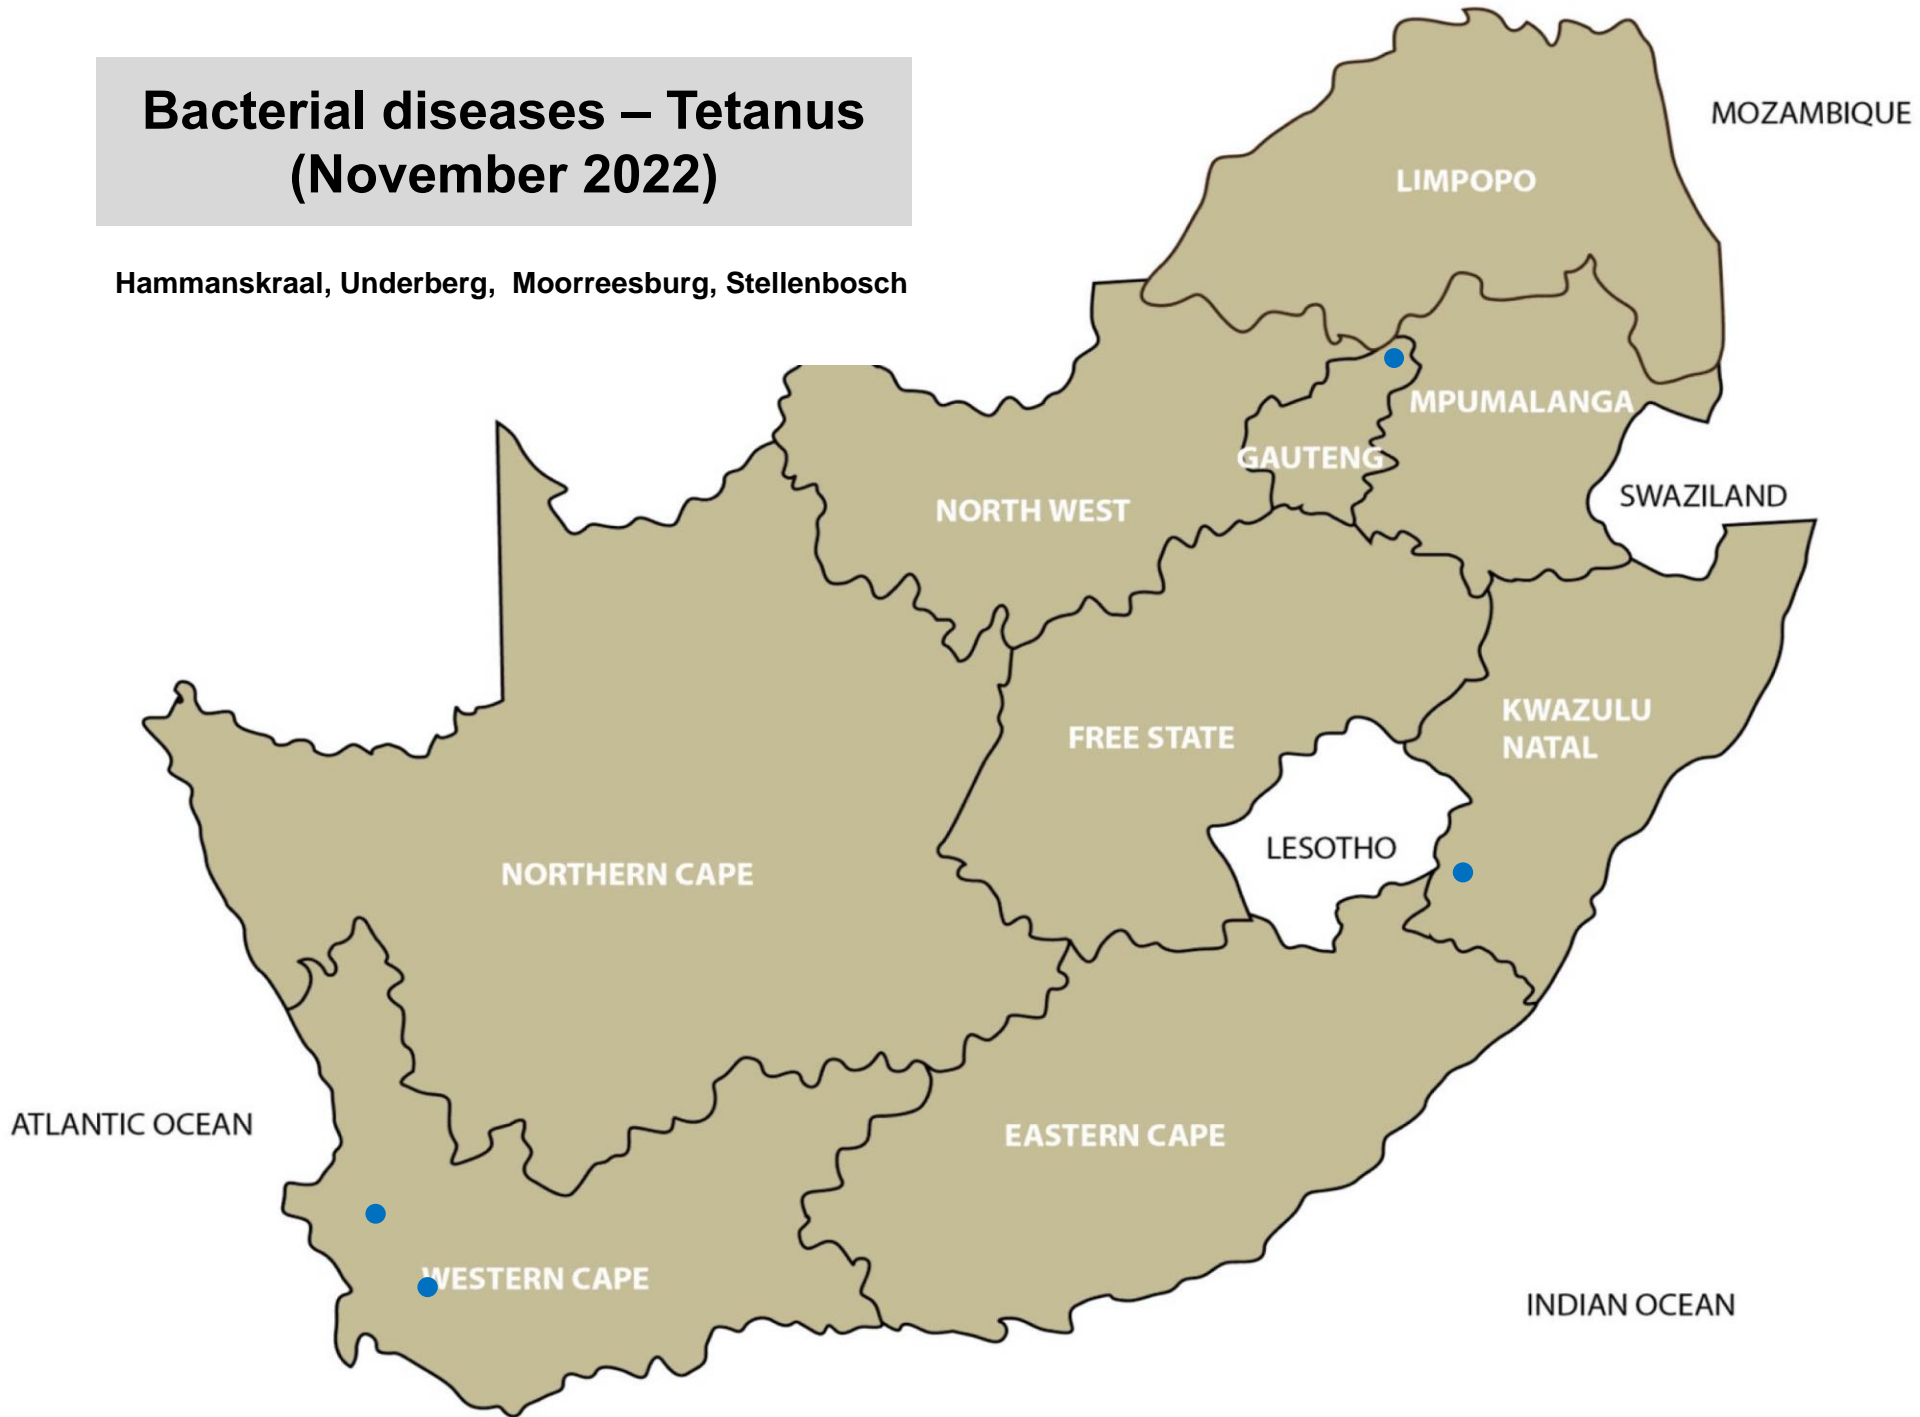 Bacterial diseases – Tetanus
(November 2022)
Hammanskraal, Underberg,  Moorreesburg, Stellenbosch
MOZAMBIQUE
LIMPOPO
MPUMALANGA
GAUTENG
SWAZILAND
NORTH WEST
KWAZULU
NATAL
FREE STATE
LESOTHO
NORTHERN CAPE
ATLANTIC OCEAN
EASTERN CAPE
WESTERN CAPE
INDIAN OCEAN